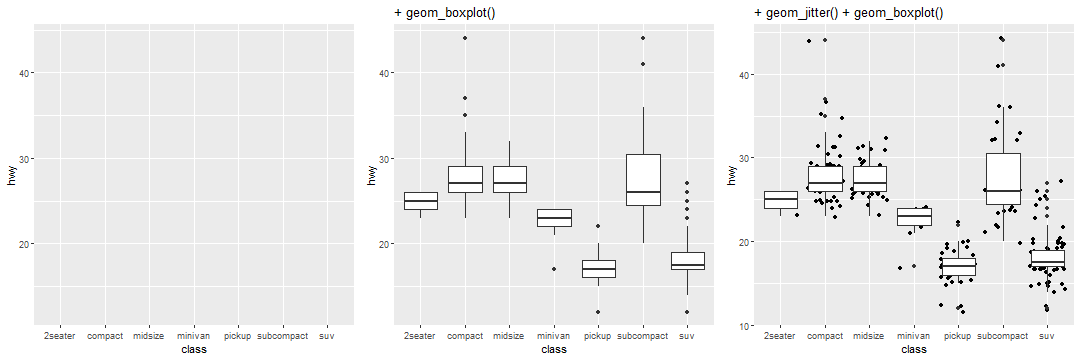 hwy
40
30
20
2seater compact midsize minivan pickup subcompact suv
class
+ geom_boxplot()
hwy
40
30
20
2seater compact midsize minivan pickup subcompact suv
class
+ geom_jitter() + geom_boxplot()
hwy
40
30
20
10
2seater compact midsize minivan pickup subcompact suv
class